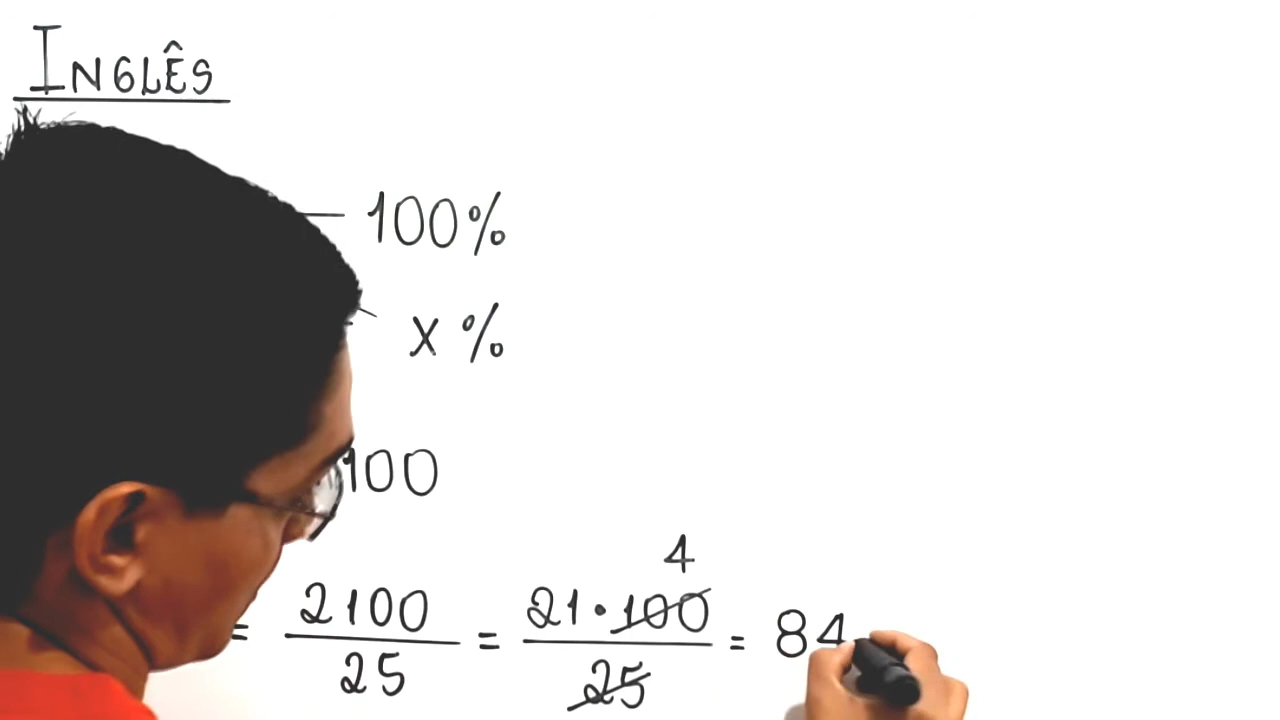 INGLÊS
— 100%
x %
100
= 2100/25 = 21·100/25 = 84
4